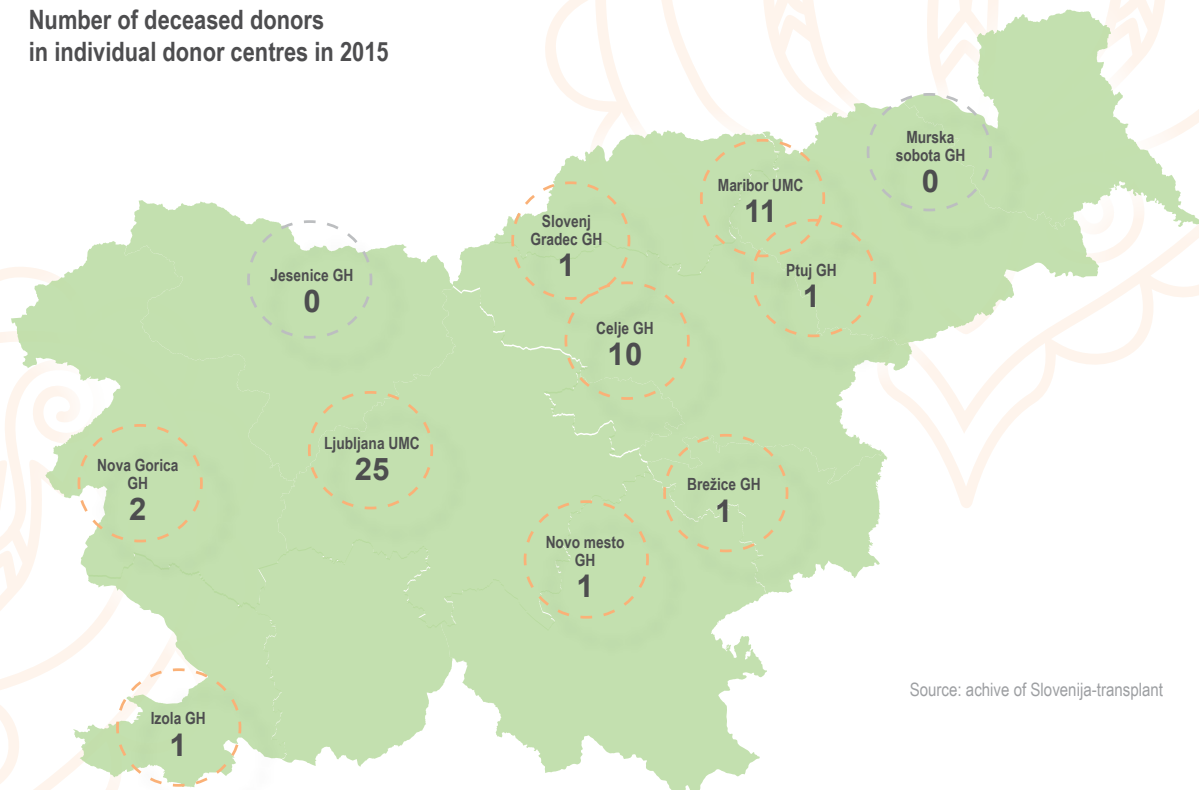 Number of deceased donors
in individual donor centres in 2015
Murska
sobota GH
0
Maribor UMC
11
Slovenj
Gradec GH
1
Ptuj GH
1
Jesenice GH
0
Celje GH
10
Ljubljana UMC
25
Nova Gorica
GH
2
Brežice GH
1
Novo mesto
GH
1
Izola GH
1
Source: achive of Slovenija-transplant